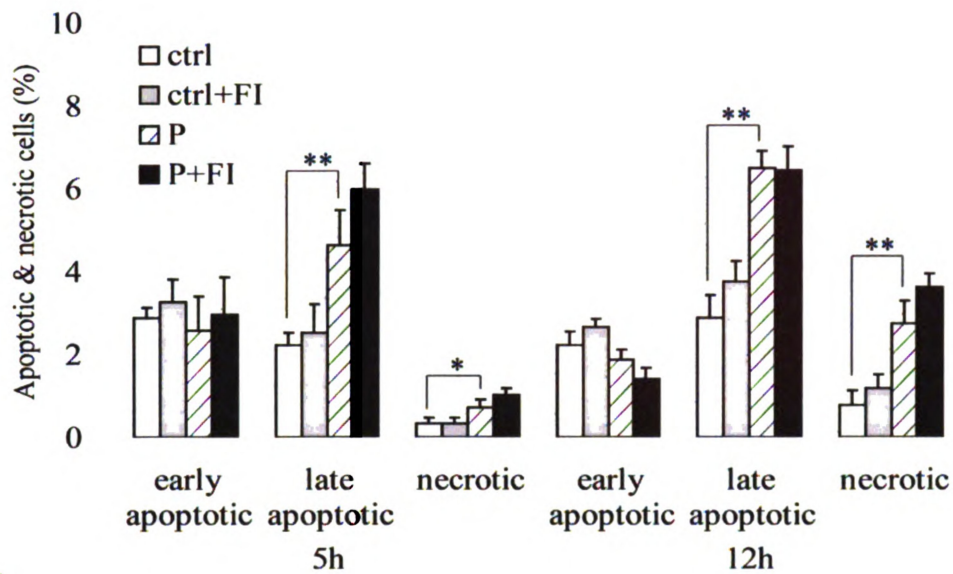 Apoptotic & necrotic cells (%)
10
8
6
4
2
0
ctrl
ctrl+FI
P
P+FI
**
*
**
**
early apoptotic
late apoptotic
necrotic
early apoptotic
late apoptotic
necrotic
5h
12h